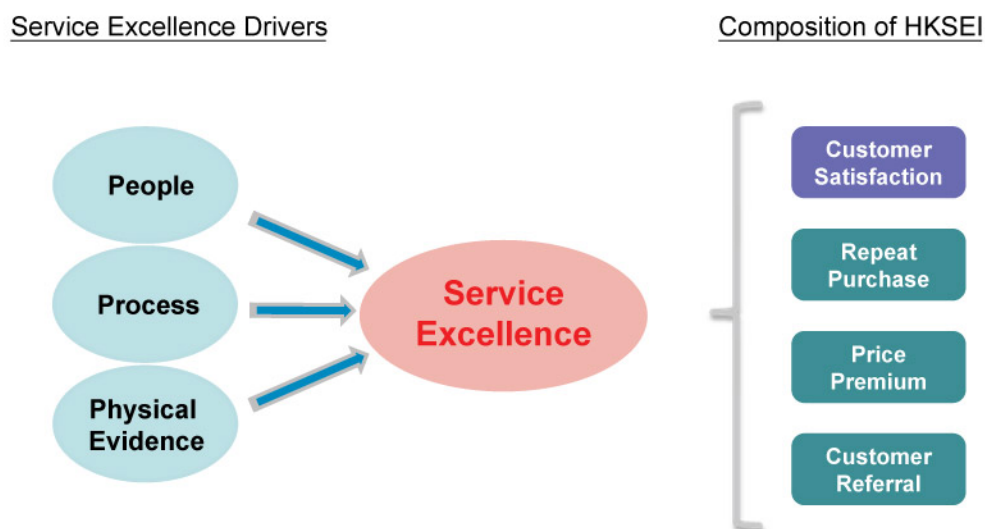 Service Excellence Drivers
Composition of HKSEI
People
Process
Physical
Evidence
Service
Excellence
Customer
Satisfaction
Repeat
Purchase
Price
Premium
Customer
Referral